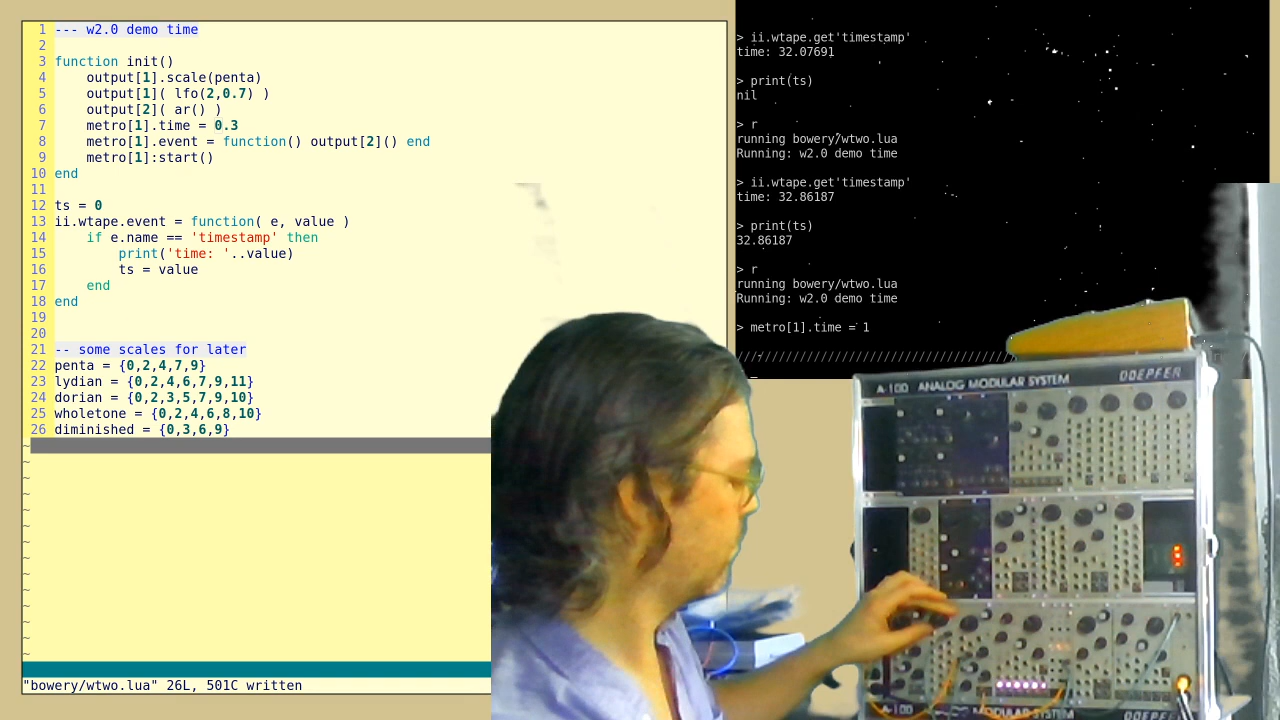 1 --- w2.0 demo time
2
3 function init()
4 output[1].scale(penta)
5 output[1]( lfo(2,0.7) )
6 output[2]( ar() )
7 metro[1].time = 0.3
8 metro[1].event = function() output[2]() end
9 metro[1]:start()
10 end
11
12 ts = 0
13 ii.wtape.event = function( e, value )
14 if e.name == 'timestamp' then
15 print('time: '..value)
16 ts = value
17 end
18 end
19
20
21 -- some scales for later
22 penta = {0,2,4,7,9}
23 lydian = {0,2,4,6,7,9,11}
24 dorian = {0,2,3,5,7,9,10}
25 wholetone = {0,2,4,6,8,10}
26 diminished = {0,3,6,9}
~
~
~
~
~
~
~
~
~
~
~
~
~
~
"bowery/wtwo.lua" 26L, 501C written
> ii.wtape.get'timestamp'
time: 32.07691
> print(ts)
nil
> r
running bowery/wtwo.lua
Running: w2.0 demo time
> ii.wtape.get'timestamp'
time: 32.86187
> print(ts)
32.86187
> r
running bowery/wtwo.lua
Running: w2.0 demo time
> metro[1].time = 1
//////////////////////////////////////
A-100 ANALOG MODULAR SYSTEM DOEPFER
A-100 MODULAR SYSTEM DOEPFER